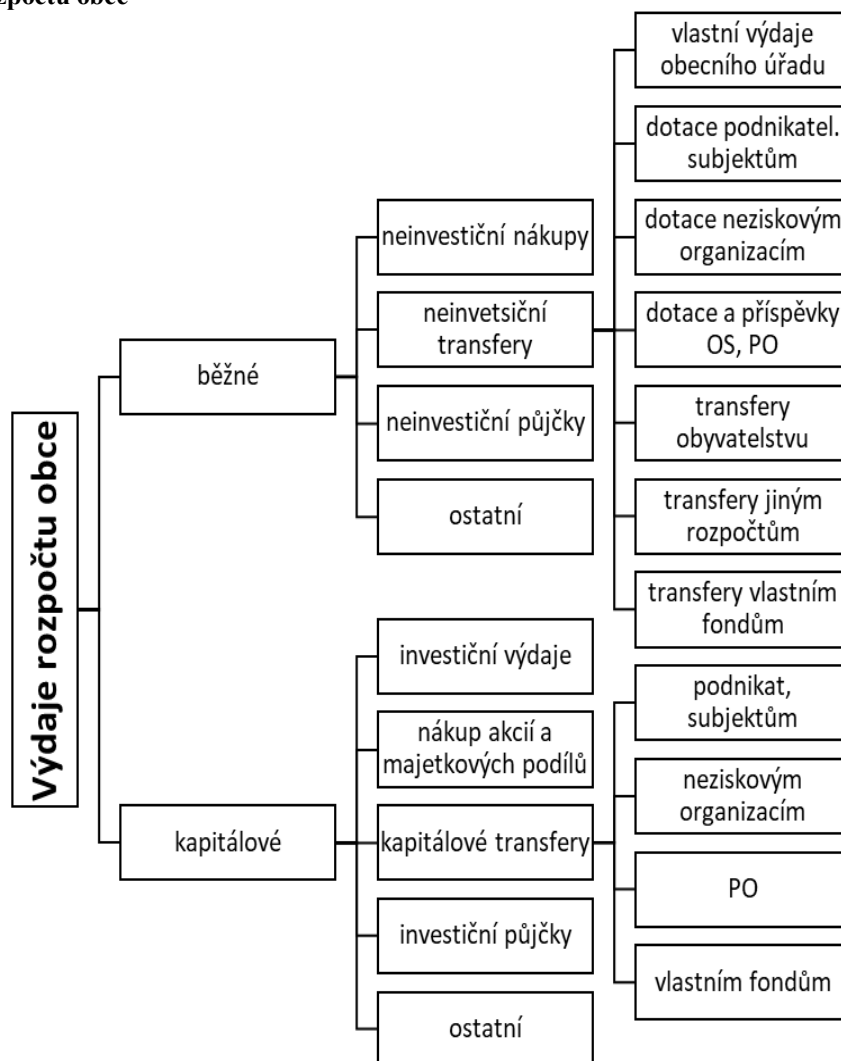 zpočtu obce
Výdaje rozpočtu obce
běžné
neinvestiční nákupy
neinvetsiční
transfery
vlastní výdaje
obecního úřadu
dotace podnikatel.
subjektům
dotace neziskovým
organizacím
dotace a příspěvky
OS, PO
transfery
obyvatelstvu
transfery jiným
rozpočtům
transfery vlastním
fondům
neinvestiční půjčky
ostatní
kapitálové
investiční výdaje
nákup akcií a
majetkových podílů
kapitálové transfery
podnikat,
subjektům
neziskovým
organizacím
PO
vlastním fondům
investiční půjčky
ostatní